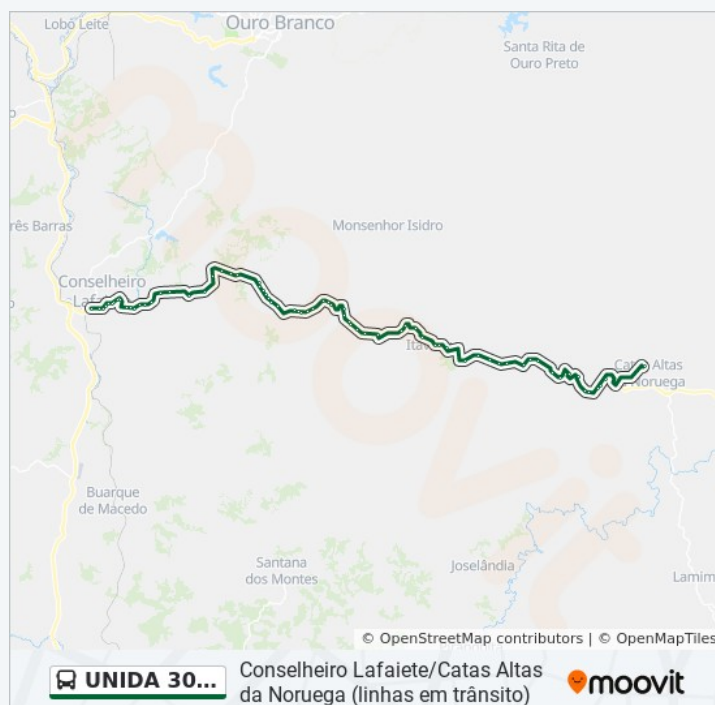 Lobo Leite
Ouro Branco
Santa Rita de
Ouro Preto
rês Barras
Monsenhor Isidro
Conselheiro
Lafa
Itav
Catas Altas
Noruega
Buarque
de Macedo
Santana
dos Montes
Joselândia
Lamim
© OpenStreetMap contributors | © OpenMapTiles
UNIDA 30...
Conselheiro Lafaiete/Catas Altas
da Noruega (linhas em trânsito)
moovit